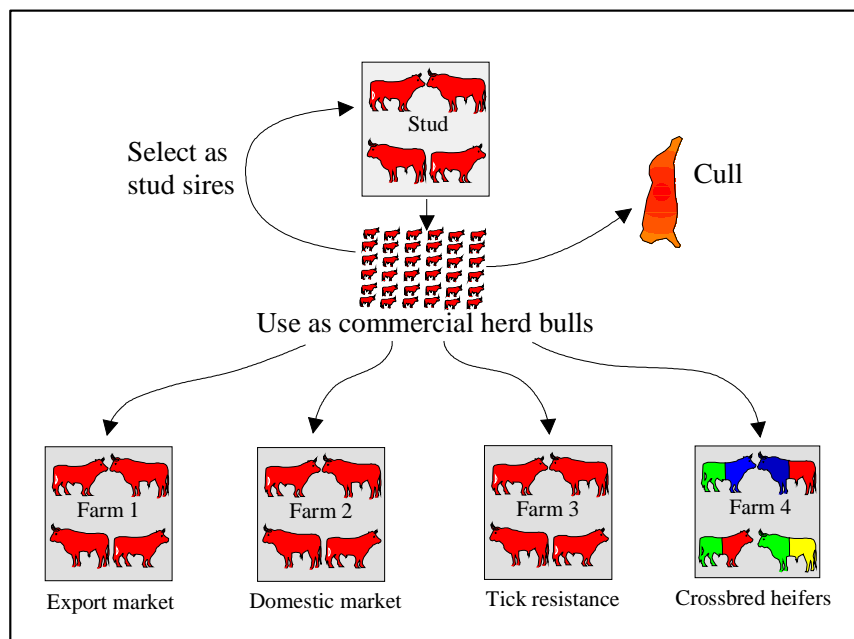 Stud
Select as
stud sires
Cull
Use as commercial herd bulls
Farm 1
Farm 2
Farm 3
Farm 4
Export market
Domestic market
Tick resistance
Crossbred heifers